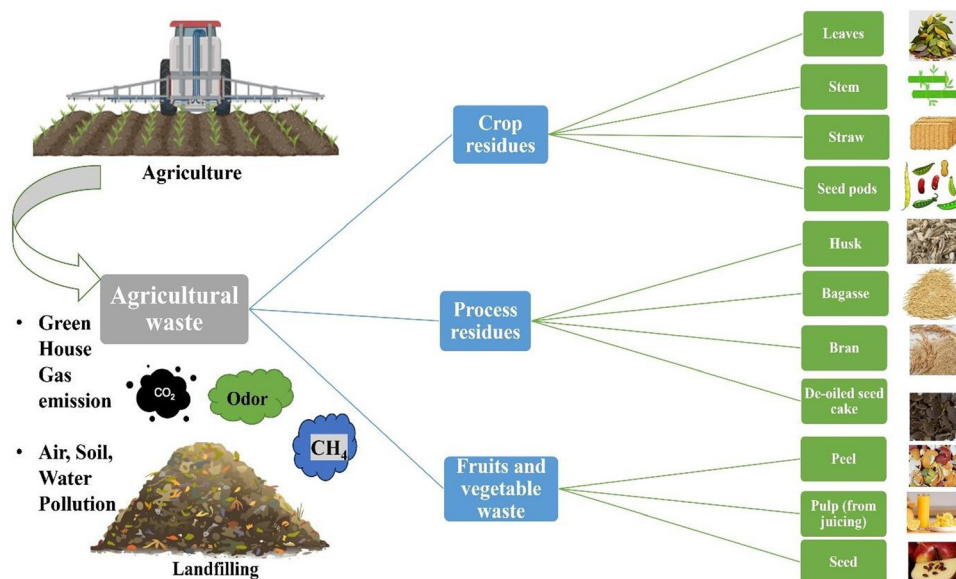 Agriculture
Agricultural
waste
• Green
House
Gas
emission
CO₂
Odor
CH₄
• Air, Soil,
Water
Pollution
Landfilling
Crop
residues
Leaves
Stem
Straw
Seed pods
Process
residues
Husk
Bagasse
Bran
De-oiled seed
cake
Fruits and
vegetable
waste
Peel
Pulp (from
juicing)
Seed